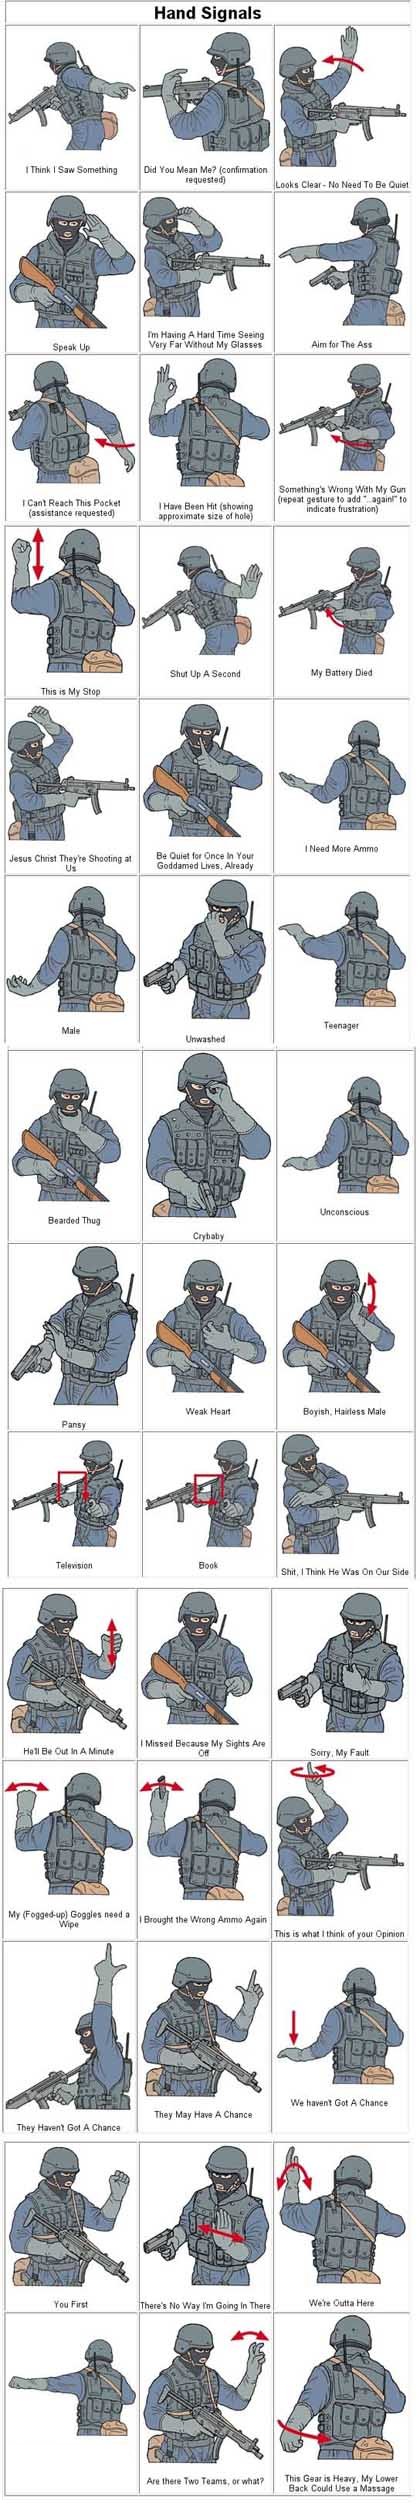 Hand Signals
I Think I Saw Something
Did You Mean Me? (confirmation
requested)
Looks Clear - No Need To Be Quiet
Speak Up
I'm Having A Hard Time Seeing
Very Far Without My Glasses
Aim for The Ass
I Can't Reach This Pocket
(assistance requested)
I Have Been Hit (showing
approximate size of hole)
Something's Wrong With My Gun
(repeat gesture to add "...again!" to
indicate frustration)
This is My Stop
Shut Up A Second
My Battery Died
Jesus Christ They're Shooting at
Us
Be Quiet for Once In Your
Goddamed Lives, Already
I Need More Ammo
Male
Unwashed
Teenager
Bearded Thug
Crybaby
Unconscious
Pansy
Weak Heart
Boyish, Hairless Male
Television
Book
Shit, I Think He Was On Our Side
He'll Be Out In A Minute
I Missed Because My Sights Are
Off
Sorry, My Fault
My (Fogged-up) Goggles need a
Wipe
I Brought the Wrong Ammo Again
This is what I think of your Opinion
They Haven't Got A Chance
They May Have A Chance
We haven't Got A Chance
You First
There's No Way I'm Going In There
We're Outta Here
Are there Two Teams, or what?
This Gear is Heavy, My Lower
Back Could Use a Massage